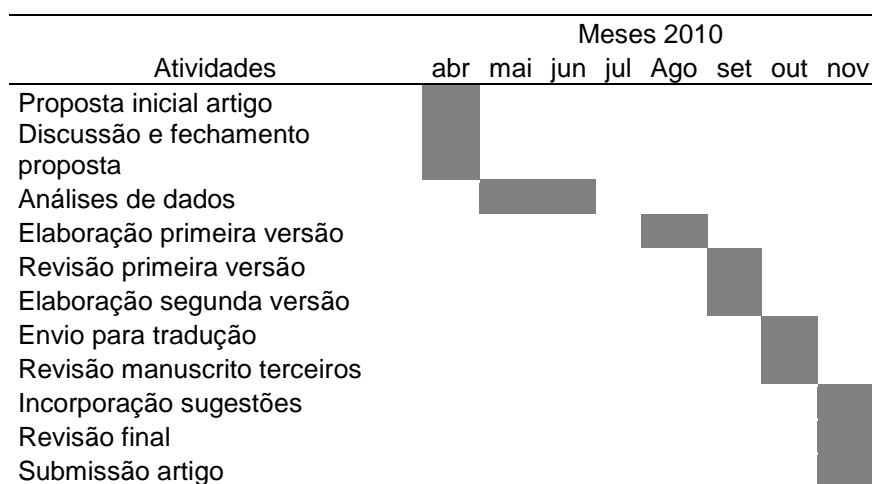 Meses 2010
Atividades abr mai jun jul Ago set out nov
Proposta inicial artigo
Discussão e fechamento
proposta
Análises de dados
Elaboração primeira versão
Revisão primeira versão
Elaboração segunda versão
Envio para tradução
Revisão manuscrito terceiros
Incorporação sugestões
Revisão final
Submissão artigo